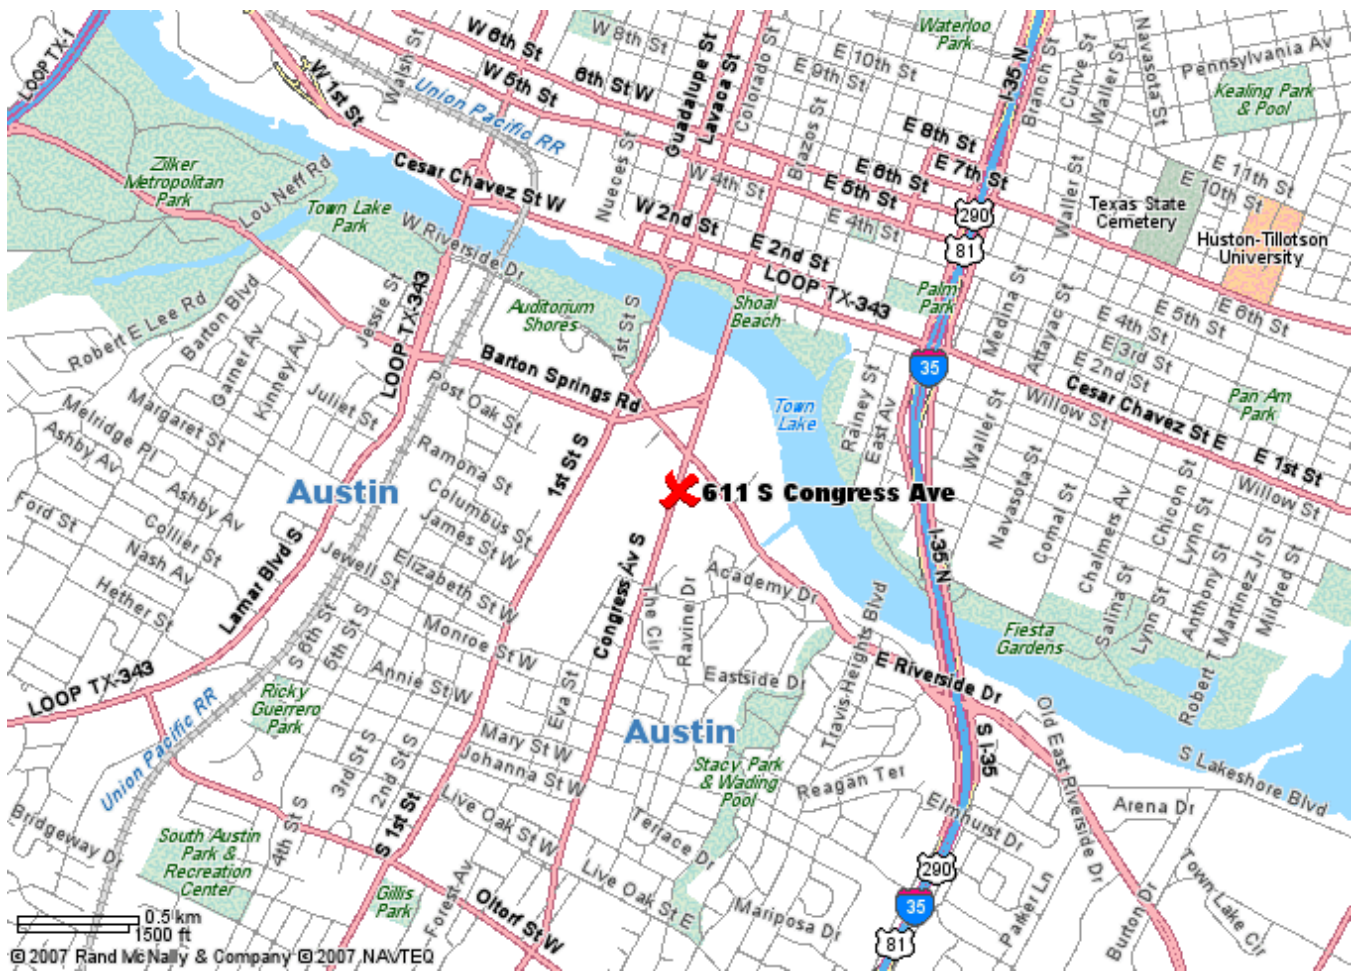 LOOP TX-1
W 1st St
Walsh St
W 6th St
W 5th St
6th St W
W 8th St
Guadalupe St
Lavaca St
Colorado St
Waterloo
Park
E 10th St
E 9th St
I-35 N
Branch St
Curve St
Waller St
Navasota St
Pennsylvania Av
Kealing Park
& Pool
Union Pacific RR
Nueces St
W 4th St
Brazos St
E 8th St
E 7th St
E 6th St
E 5th St
E 4th St
290
81
Waller St
Texas State
Cemetery
E 11th St
E 10th St
Huston-Tillotson
University
Zilker
Metropolitan
Park
Lou Neff Rd
Cesar Chavez St W
Town Lake
Park
W Riverside Dr
W 2nd St
E 2nd St
LOOP TX-343
Palm
Park
Medina St
Attayac St
E 6th St
E 5th St
E 4th St
E 3rd St
E 2nd St
Robert E Lee Rd
Barton Blvd
Garner Av
Kinney Av
Jessie St
LOOP TX-343
Auditorium
Shores
1st St S
Shoal
Beach
35
Cesar Chavez St E
Willow St
Pan Am
Park
E 1st St
Willow St
Barton Springs Rd
Post Oak St
Juliet St
Margaret St
Melridge Pl
Ashby Av
Ashby Av
Town
Lake
Rainey St
East Av
Waller St
Navasota St
Comal St
Chalmers Av
Chicon St
Lynn St
Ramona St
Columbus St
James St W
1st St S
Austin
611 S Congress Ave
Ford St
Collier St
Nash Av
Hether St
Lamar Blvd S
Jewell St
Elizabeth St W
Monroe St W
Congress Av S
The Cir
Ravine Dr
Academy Dr
I-35 N
Travis Heights Blvd
Fiesta
Gardens
Salina St
Lynn St
Anthony St
Robert T Martinez Jr St
Mildred St
S 6th St
5th St S
Annie St W
Eva St
Eastside Dr
E Riverside Dr
LOOP TX-343
Ricky
Guerrero
Park
Union Pacific RR
3rd St S
2nd St S
Mary St W
Johanna St W
Austin
Stacy Park
& Wading
Pool
Reagan Ter
S I-35
Old East Riverside Dr
S Lakeshore Blvd
Elmhurst Dr
Arena Dr
Bridgeway Dr
South Austin
Park &
Recreation
Center
4th St S
S 1st St
Live Oak St W
Live Oak St E
Terrace Dr
Mariposa Dr
290
35
81
Parker Ln
Burton Dr
Town Lake Cir
Gillis
Park
Forest Av
Oltorf St W
0.5 km
1500 ft
©2007 Rand McNally & Company ©2007 NAVTEQ